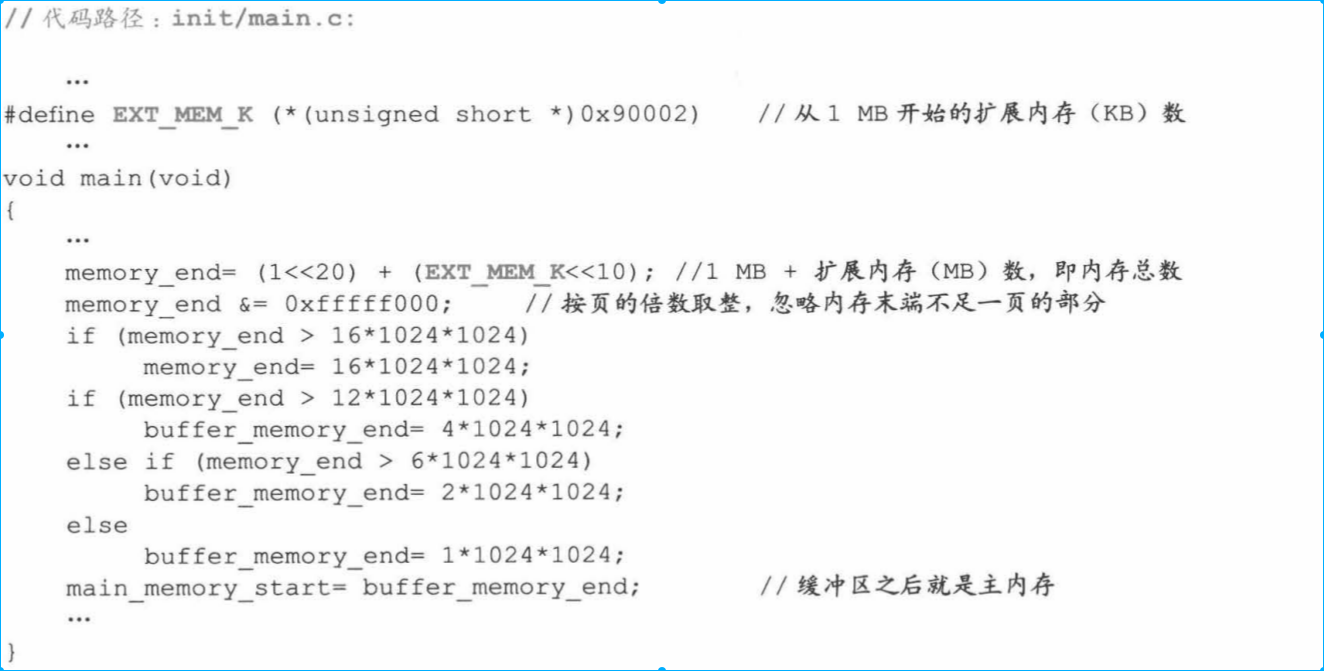 // 代码路径：init/main.c:
…
#define EXT_MEM_K (*(unsigned short *)0x90002) // 从 1 MB 开始的扩展内存（KB）数
…
void main(void)
{
…
memory_end= (1<<20) + (EXT_MEM_K<<10); //1 MB + 扩展内存（MB）数，即内存总数
memory_end &= 0xfffff000; // 按页的倍数取整，忽略内存末端不足一页的部分
if (memory_end > 16*1024*1024)
memory_end= 16*1024*1024;
if (memory_end > 12*1024*1024)
buffer_memory_end= 4*1024*1024;
else if (memory_end > 6*1024*1024)
buffer_memory_end= 2*1024*1024;
else
buffer_memory_end= 1*1024*1024;
main_memory_start= buffer_memory_end; // 缓冲区之后就是主内存
…
}